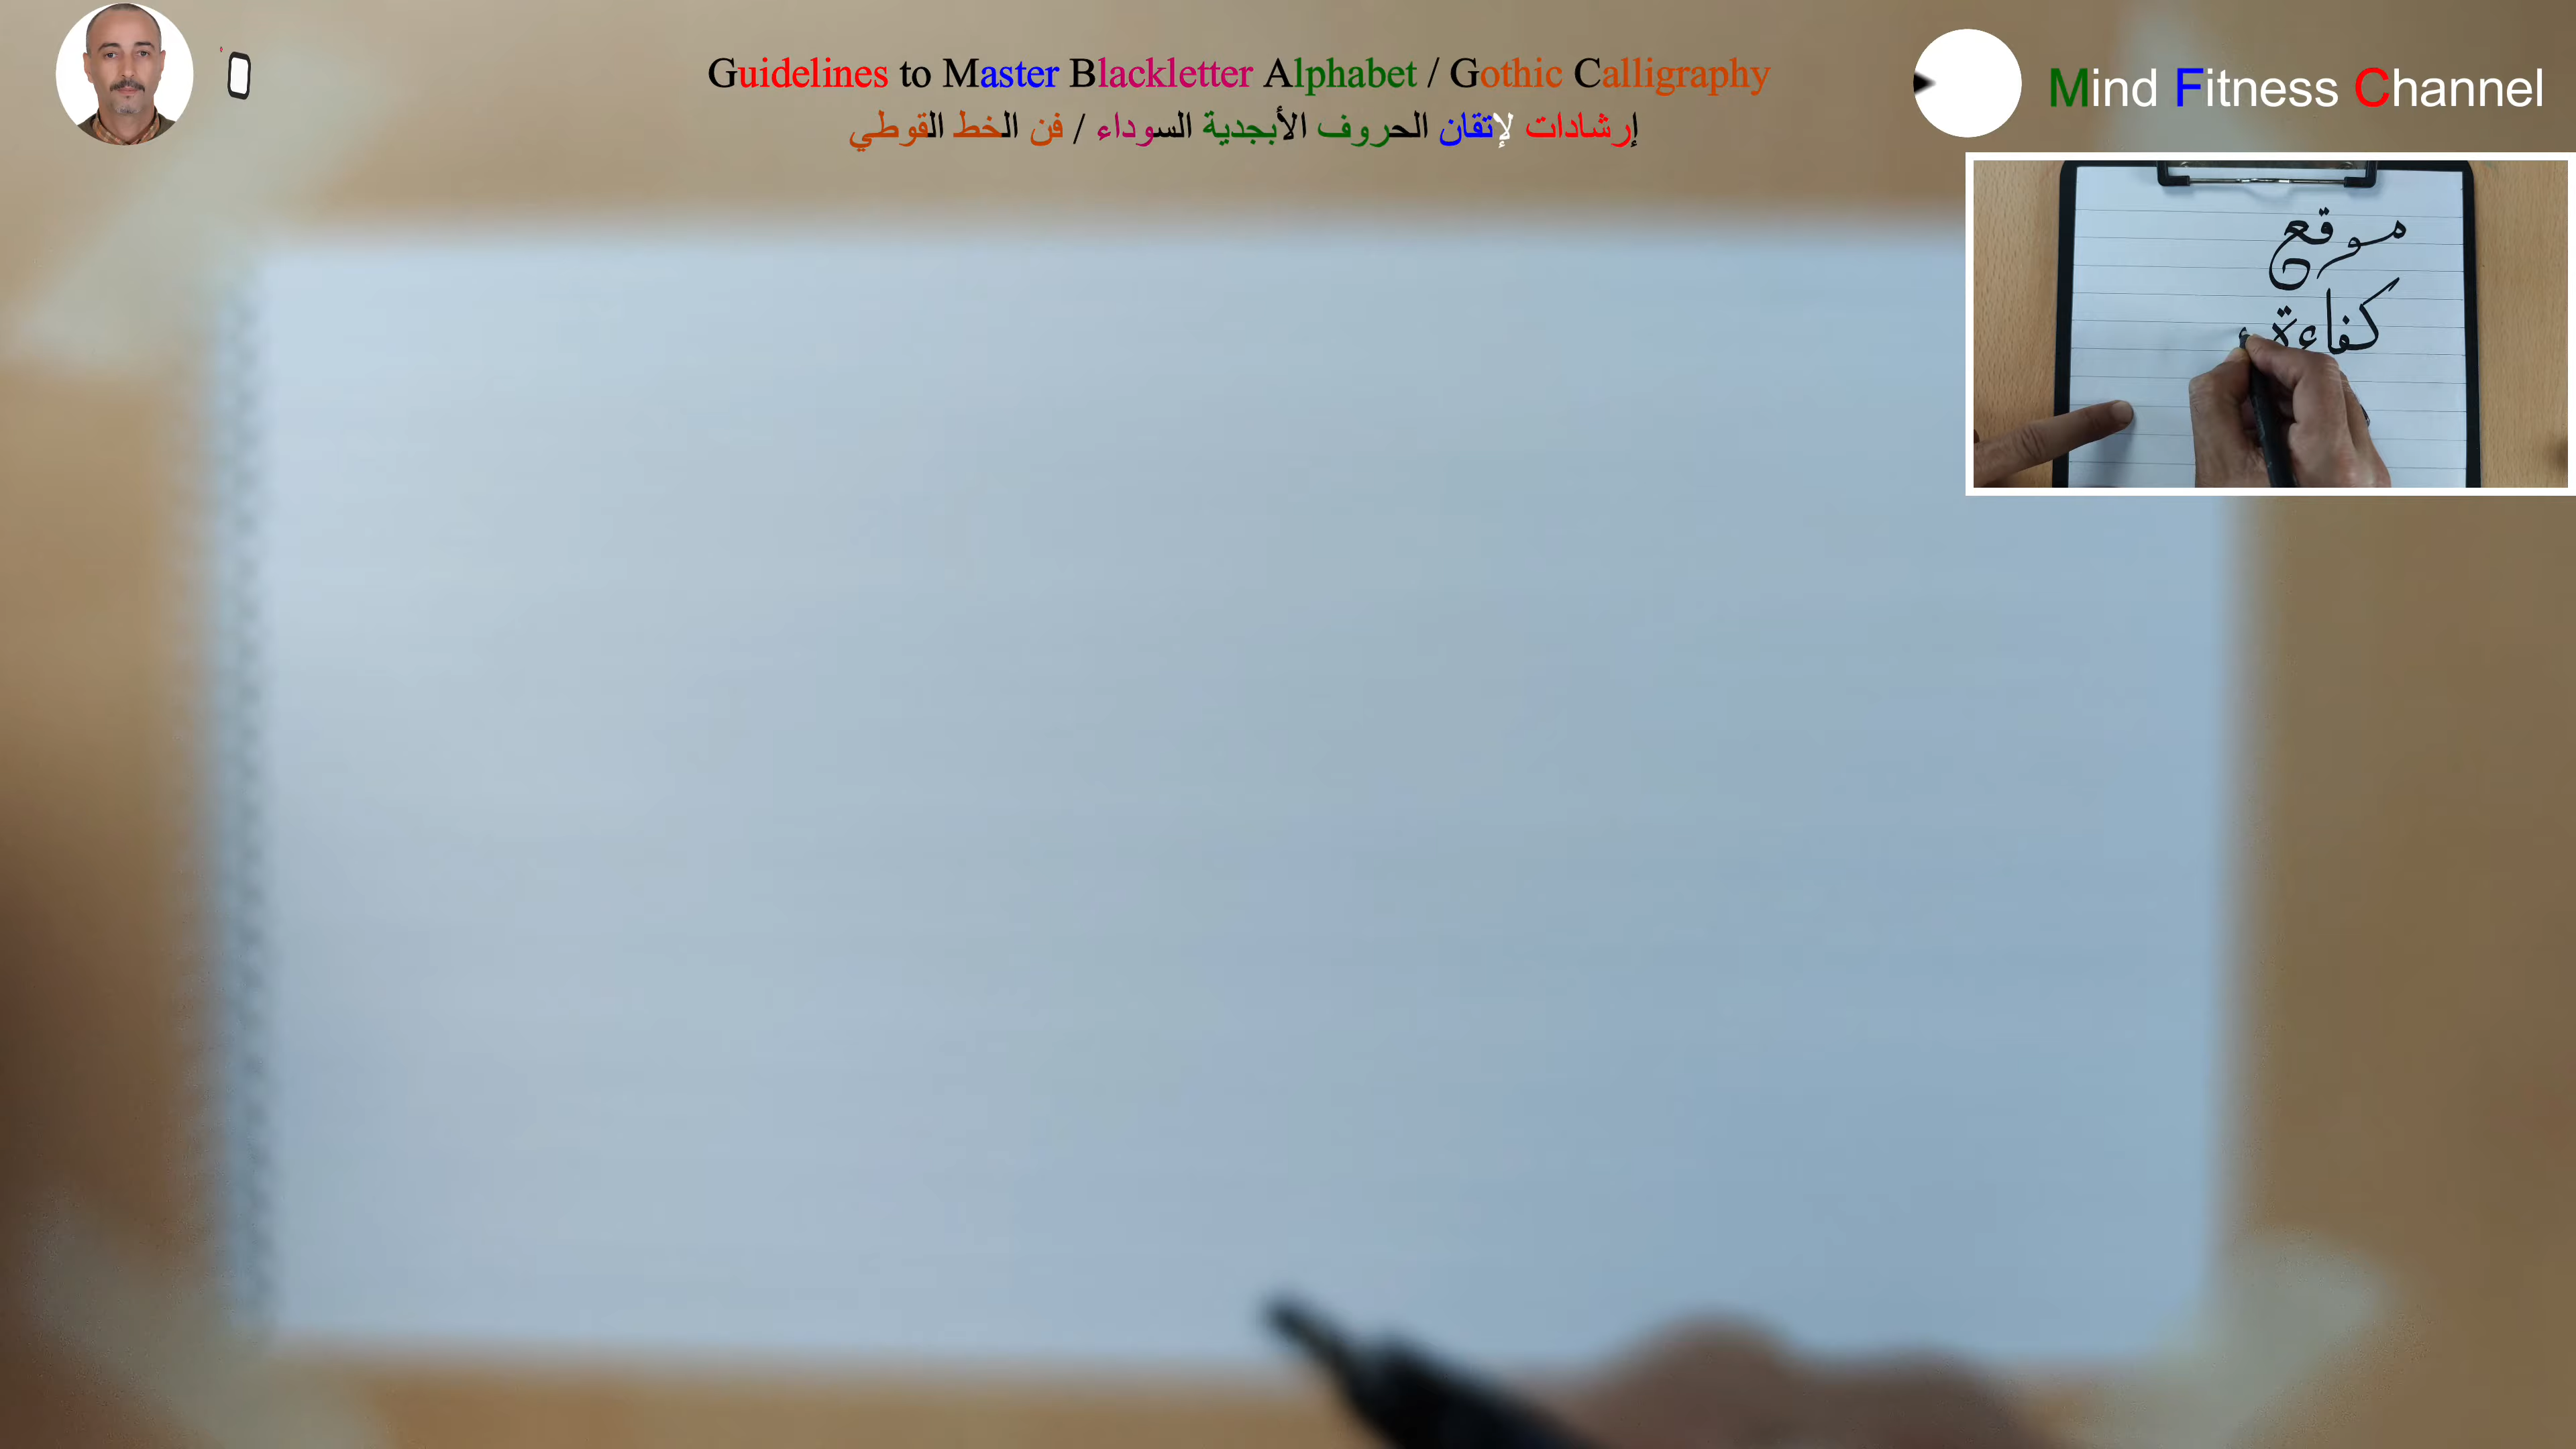 Guidelines to Master Blackletter Alphabet / Gothic Calligraphy
إرشادات لإتقان الحروف الأبجدية السوداء / فن الخط القوطي
Mind Fitness Channel
موقع
كفاءة